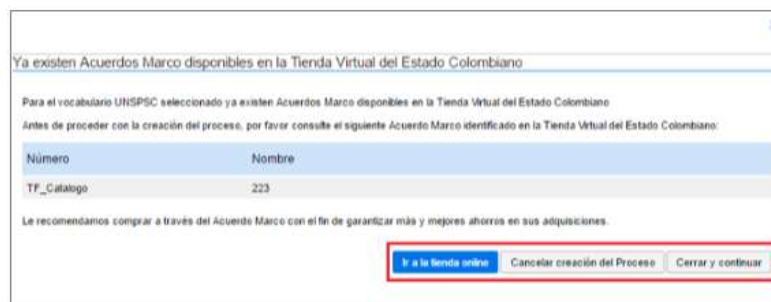 Ya existen Acuerdos Marco disponibles en la Tienda Virtual del Estado Colombiano
Para el vocabulario UNSPSC seleccionado ya existen Acuerdos Marco disponibles en la Tienda Virtual del Estado Colombiano
Antes de proceder con la creación del proceso, por favor consulte el siguiente Acuerdo Marco identificado en la Tienda Virtual del Estado Colombiano:
Número Nombre
TF_Catalogo 223
Le recomendamos comprar a través del Acuerdo Marco con el fin de garantizar más y mejores ahorros en sus adquisiciones.
Ir a la tienda online Cancelar creación del Proceso Cerrar y continuar